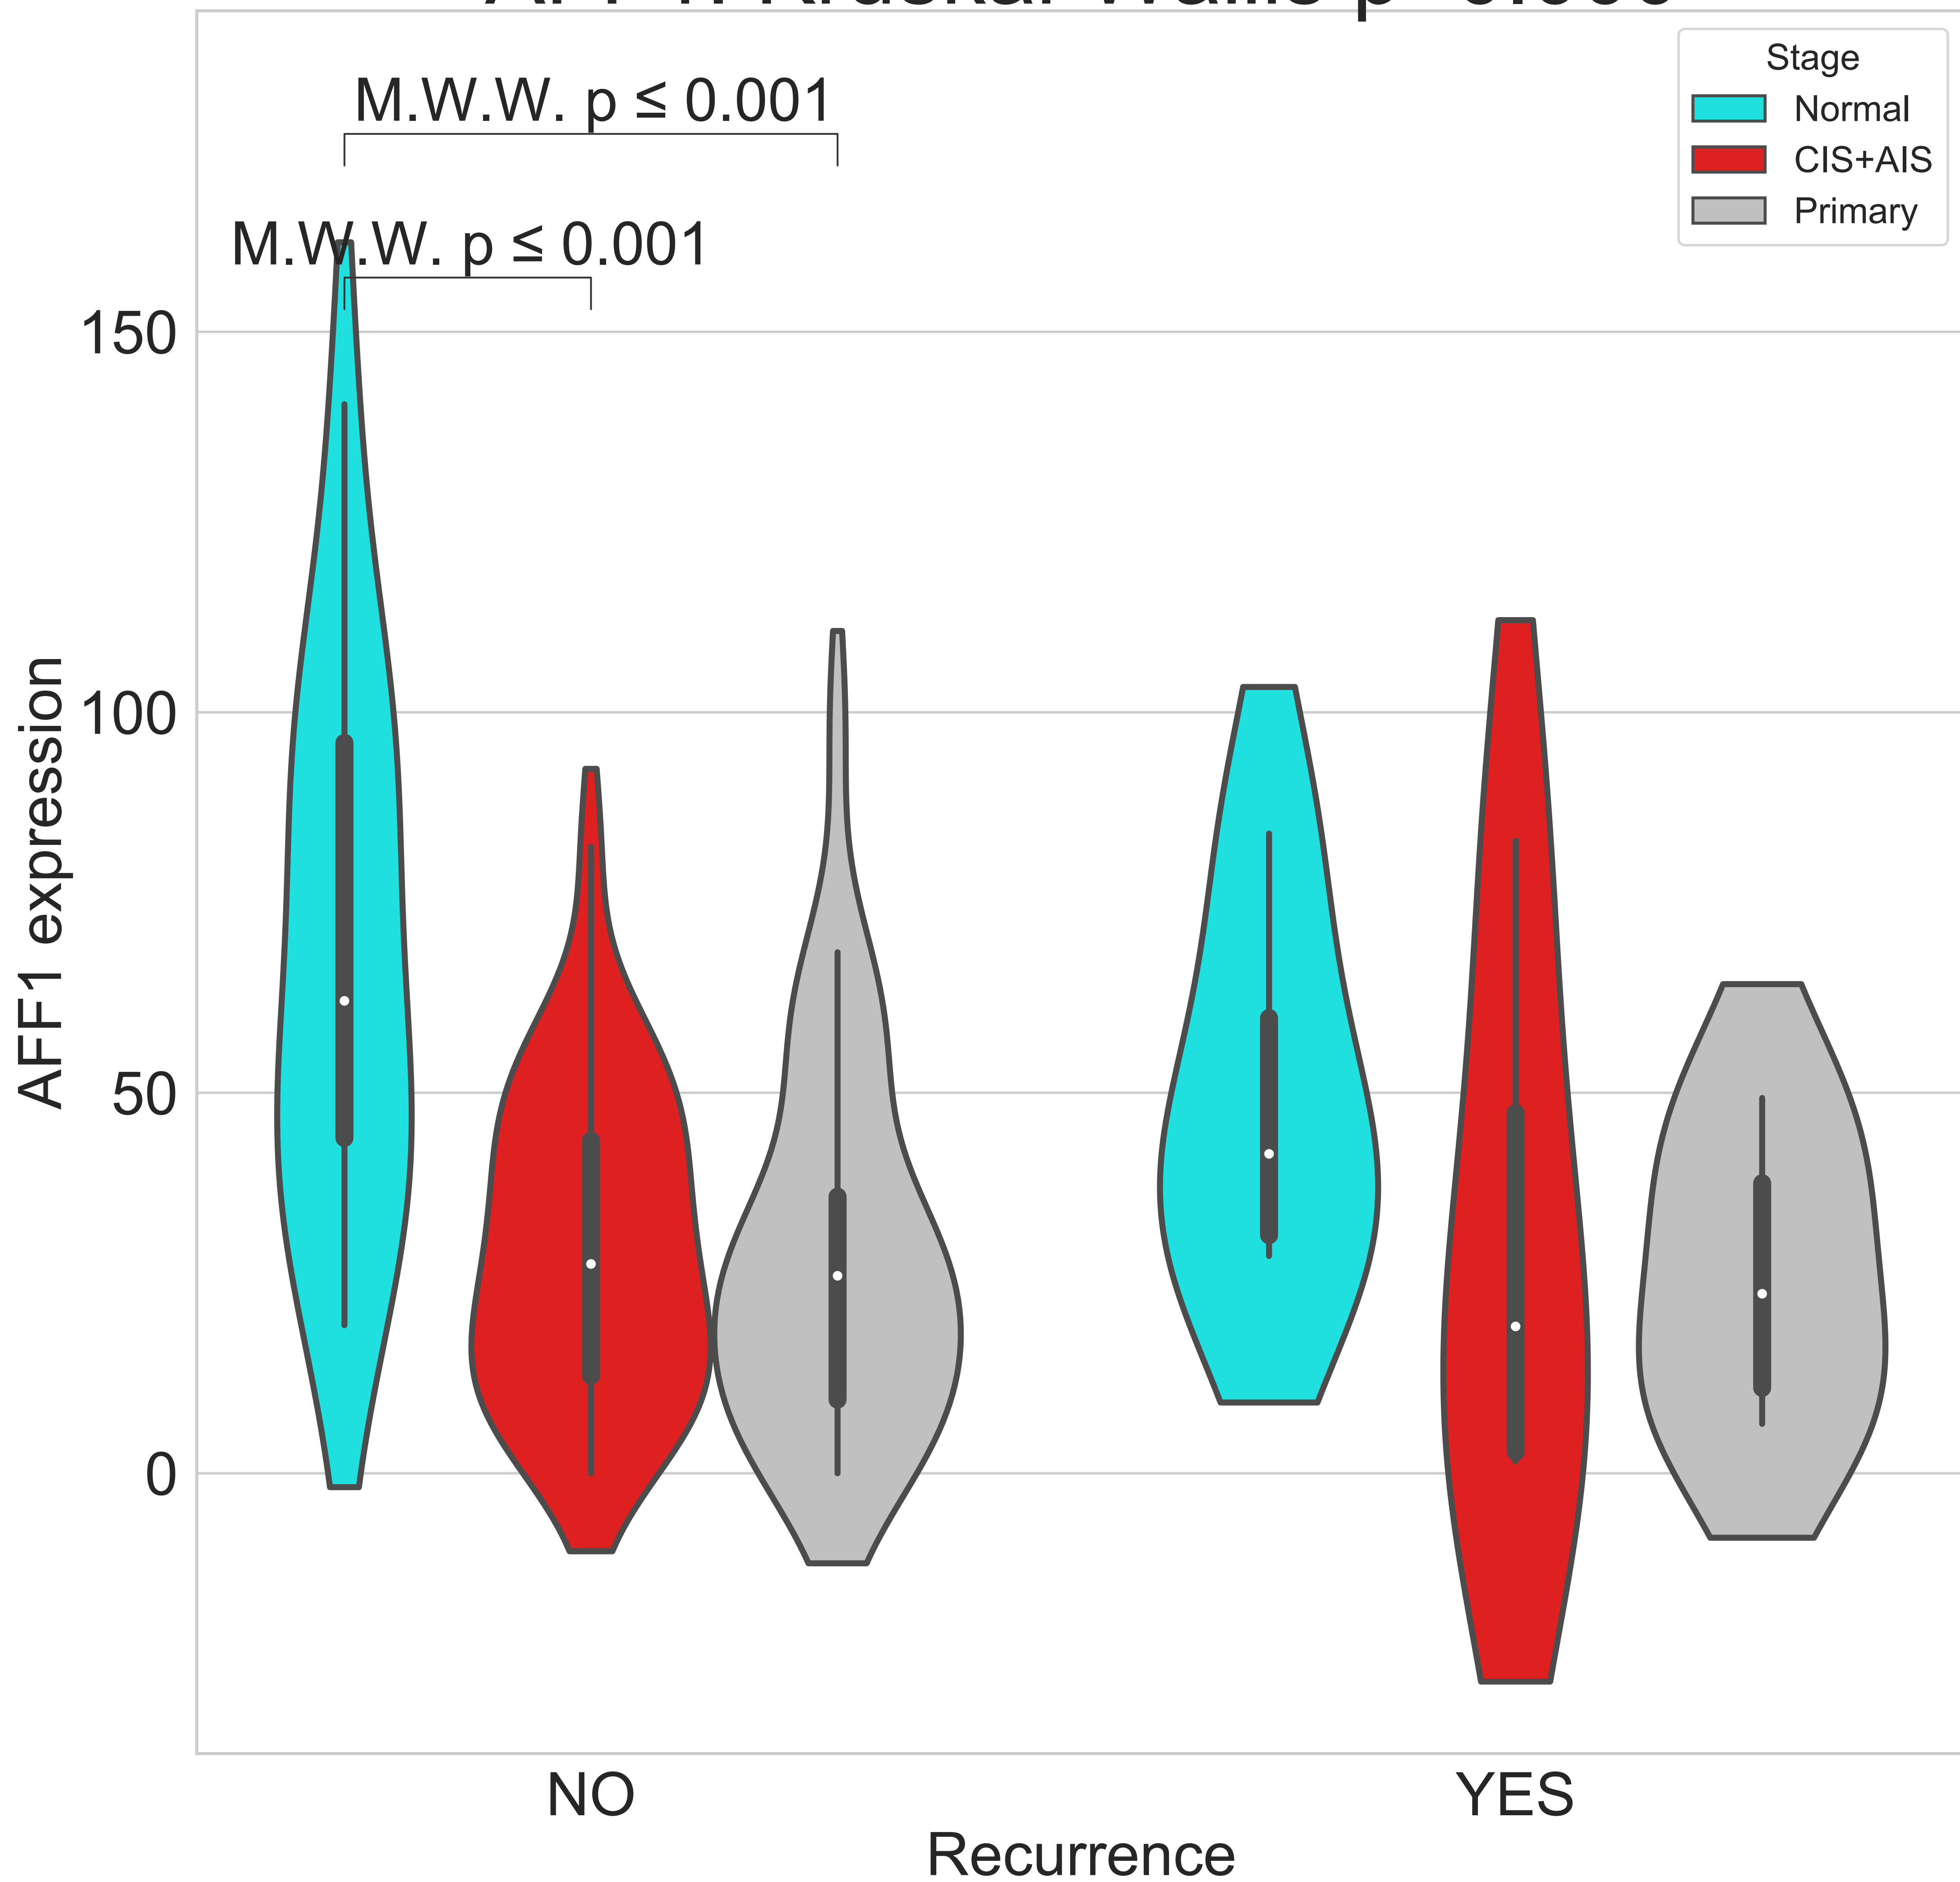 M.W.W. p ≤ 0.001
M.W.W. p ≤ 0.001
Stage
Normal
CIS+AIS
Primary
150
100
50
0
AFF1 expression
NO
YES
Recurrence